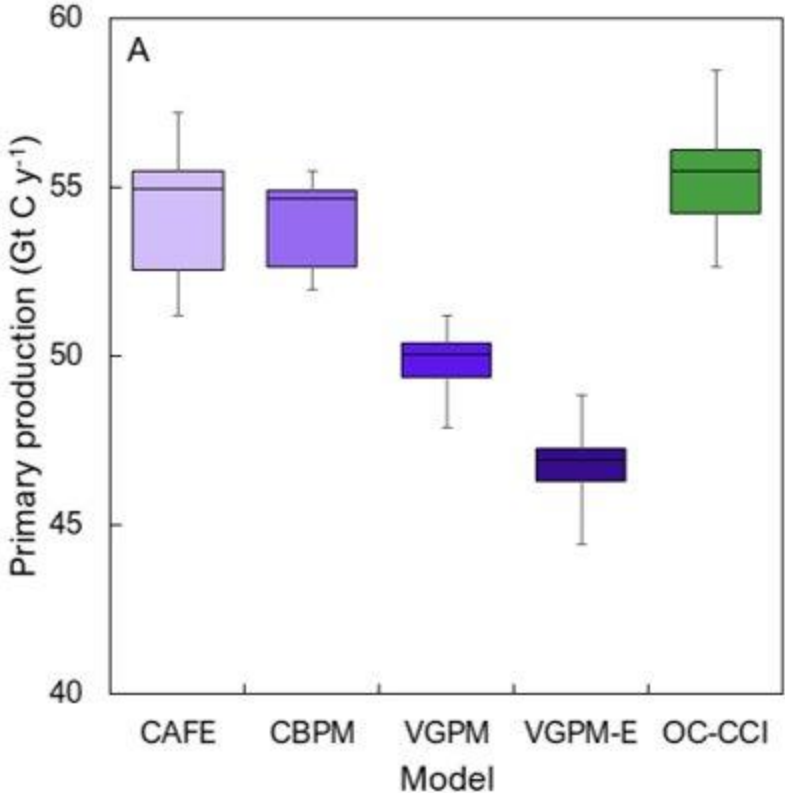 A
Primary production (Gt C y⁻¹)
60
55
50
45
40
CAFE CBPM VGPM VGPM-E OC-CCI
Model